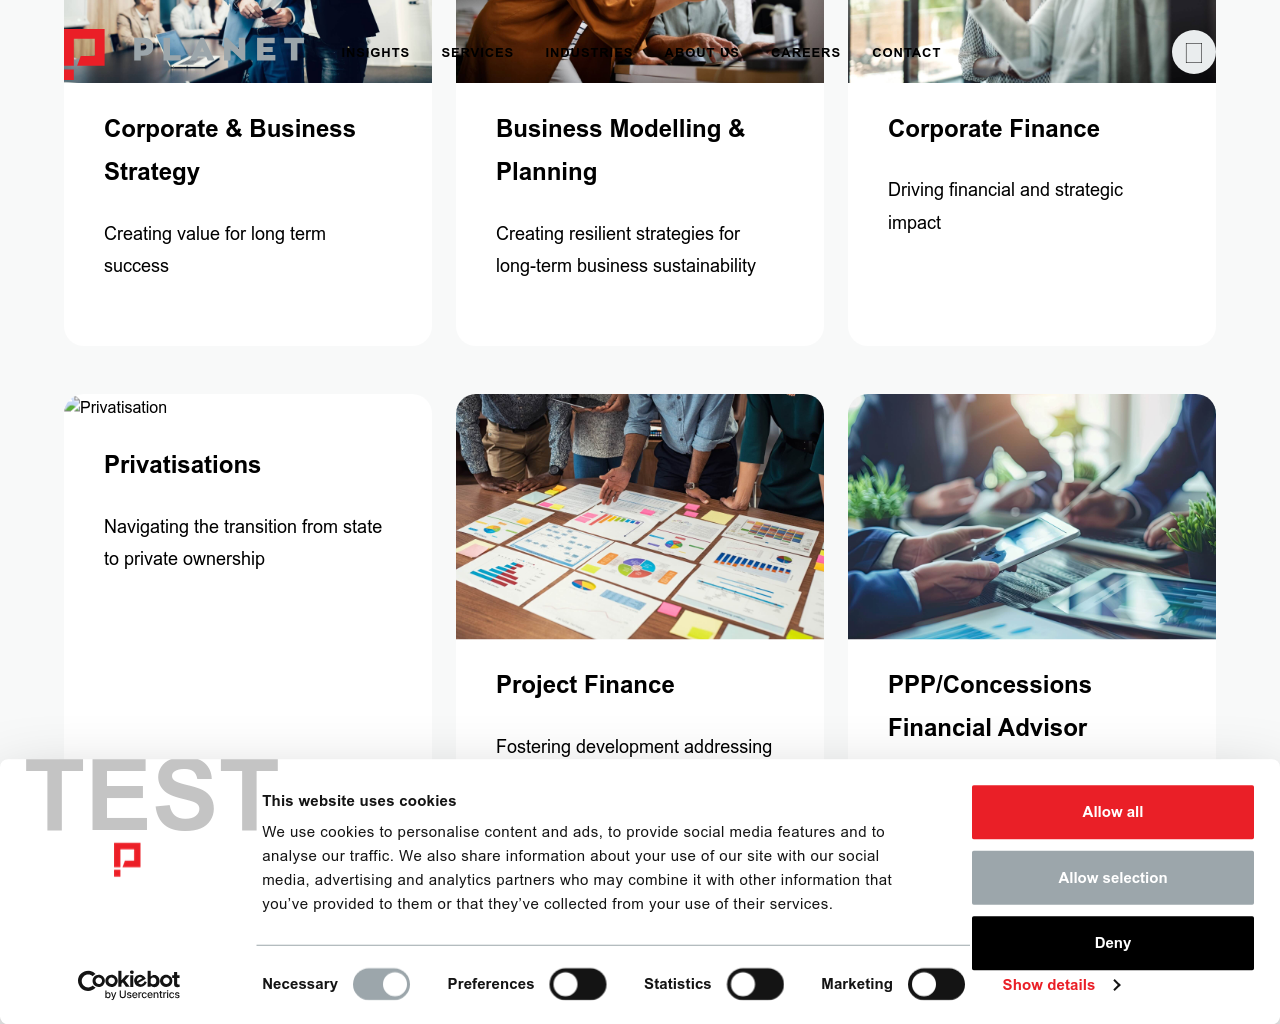 PLANET
INSIGHTS SERVICES INDUSTRIES ABOUT US CAREERS CONTACT
Corporate & Business
Strategy
Creating value for long term
success
Business Modelling &
Planning
Creating resilient strategies for
long-term business sustainability
Corporate Finance
Driving financial and strategic
impact
Privatisation
Privatisations
Navigating the transition from state
to private ownership
Project Finance
Fostering development addressing
PPP/Concessions
Financial Advisor
TEST
This website uses cookies
We use cookies to personalise content and ads, to provide social media features and to
analyse our traffic. We also share information about your use of our site with our social
media, advertising and analytics partners who may combine it with other information that
you've provided to them or that they've collected from your use of their services.
Allow all
Allow selection
Deny
Cookiebot
by Usercentrics
Necessary
Preferences
Statistics
Marketing
Show details